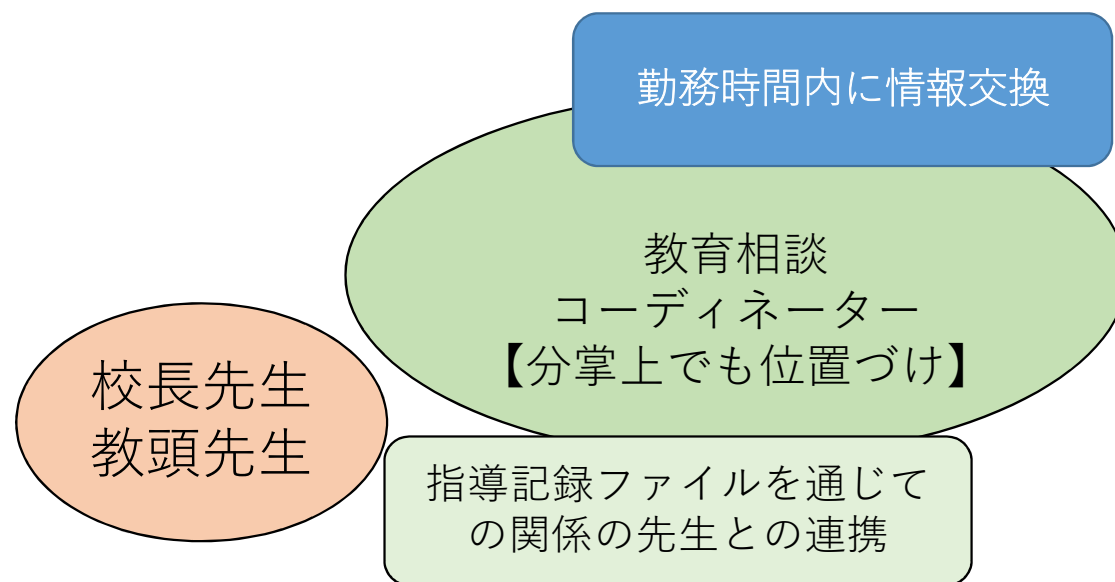 勤務時間内に情報交換
教育相談
コーディネーター
【分掌上でも位置づけ】
校長先生
教頭先生
指導記録ファイルを通じて
の関係の先生との連携